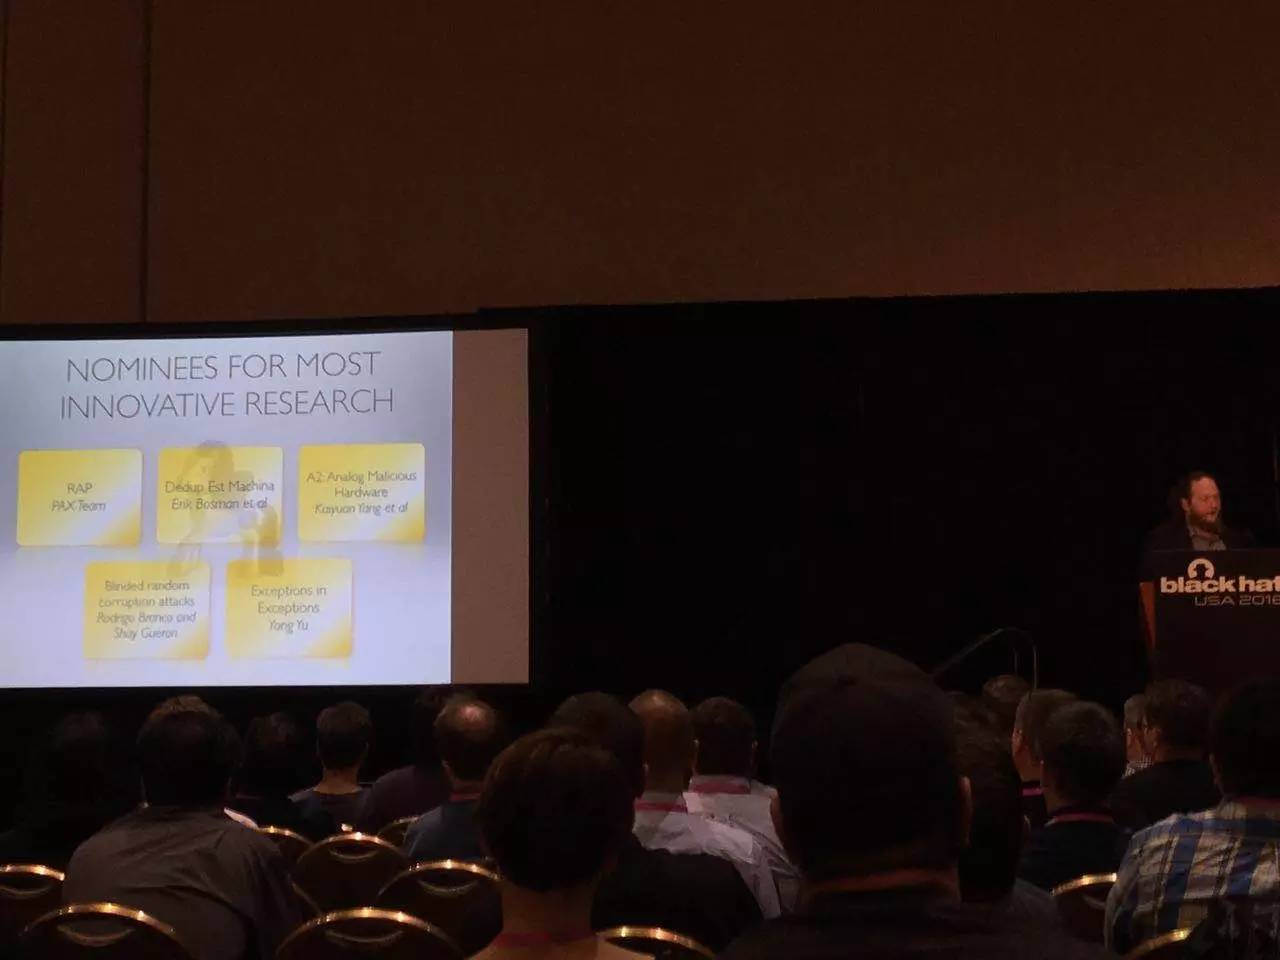 NOMINEES FOR MOST
INNOVATIVE RESEARCH
RAP
PAX Team
Dedup Est Machina
Erik Bosman et al
A2: Analog Malicious
Hardware
Kaiyuan Yang et al
Blinded random
corruption attacks
Rodrigo Branco and
Shay Gueron
Exceptions in
Exceptions
Yang Yu
black hat
USA 2016